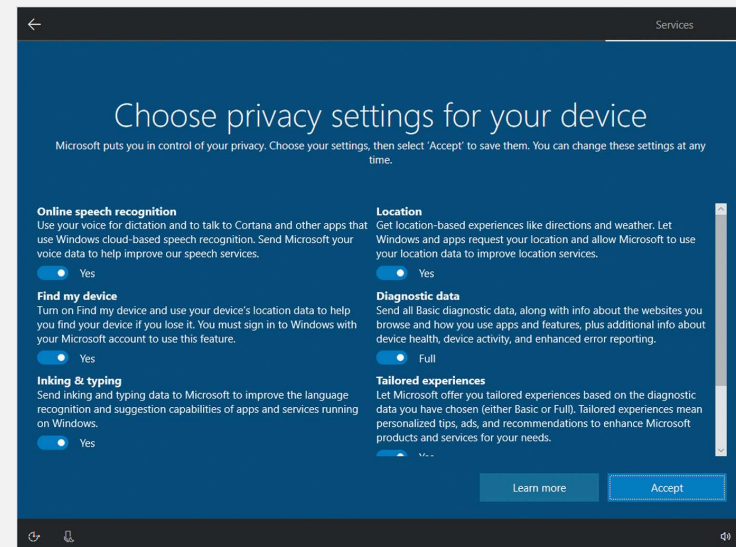 Services
Choose privacy settings for your device
Microsoft puts you in control of your privacy. Choose your settings, then select 'Accept' to save them. You can change these settings at any
time.
Online speech recognition
Use your voice for dictation and to talk to Cortana and other apps that
use Windows cloud-based speech recognition. Send Microsoft your
voice data to help improve our speech services.
Yes
Find my device
Turn on Find my device and use your device's location data to help
you find your device if you lose it. You must sign in to Windows with
your Microsoft account to use this feature.
Yes
Inking & typing
Send inking and typing data to Microsoft to improve the language
recognition and suggestion capabilities of apps and services running
on Windows.
Yes
Location
Get location-based experiences like directions and weather. Let
Windows and apps request your location and allow Microsoft to use
your location data to improve location services.
Yes
Diagnostic data
Send all Basic diagnostic data, along with info about the websites you
browse and how you use apps and features, plus additional info about
device health, device activity, and enhanced error reporting.
Full
Tailored experiences
Let Microsoft offer you tailored experiences based on the diagnostic
data you have chosen (either Basic or Full). Tailored experiences mean
personalized tips, ads, and recommendations to enhance Microsoft
products and services for your needs.
Yes
Learn more
Accept